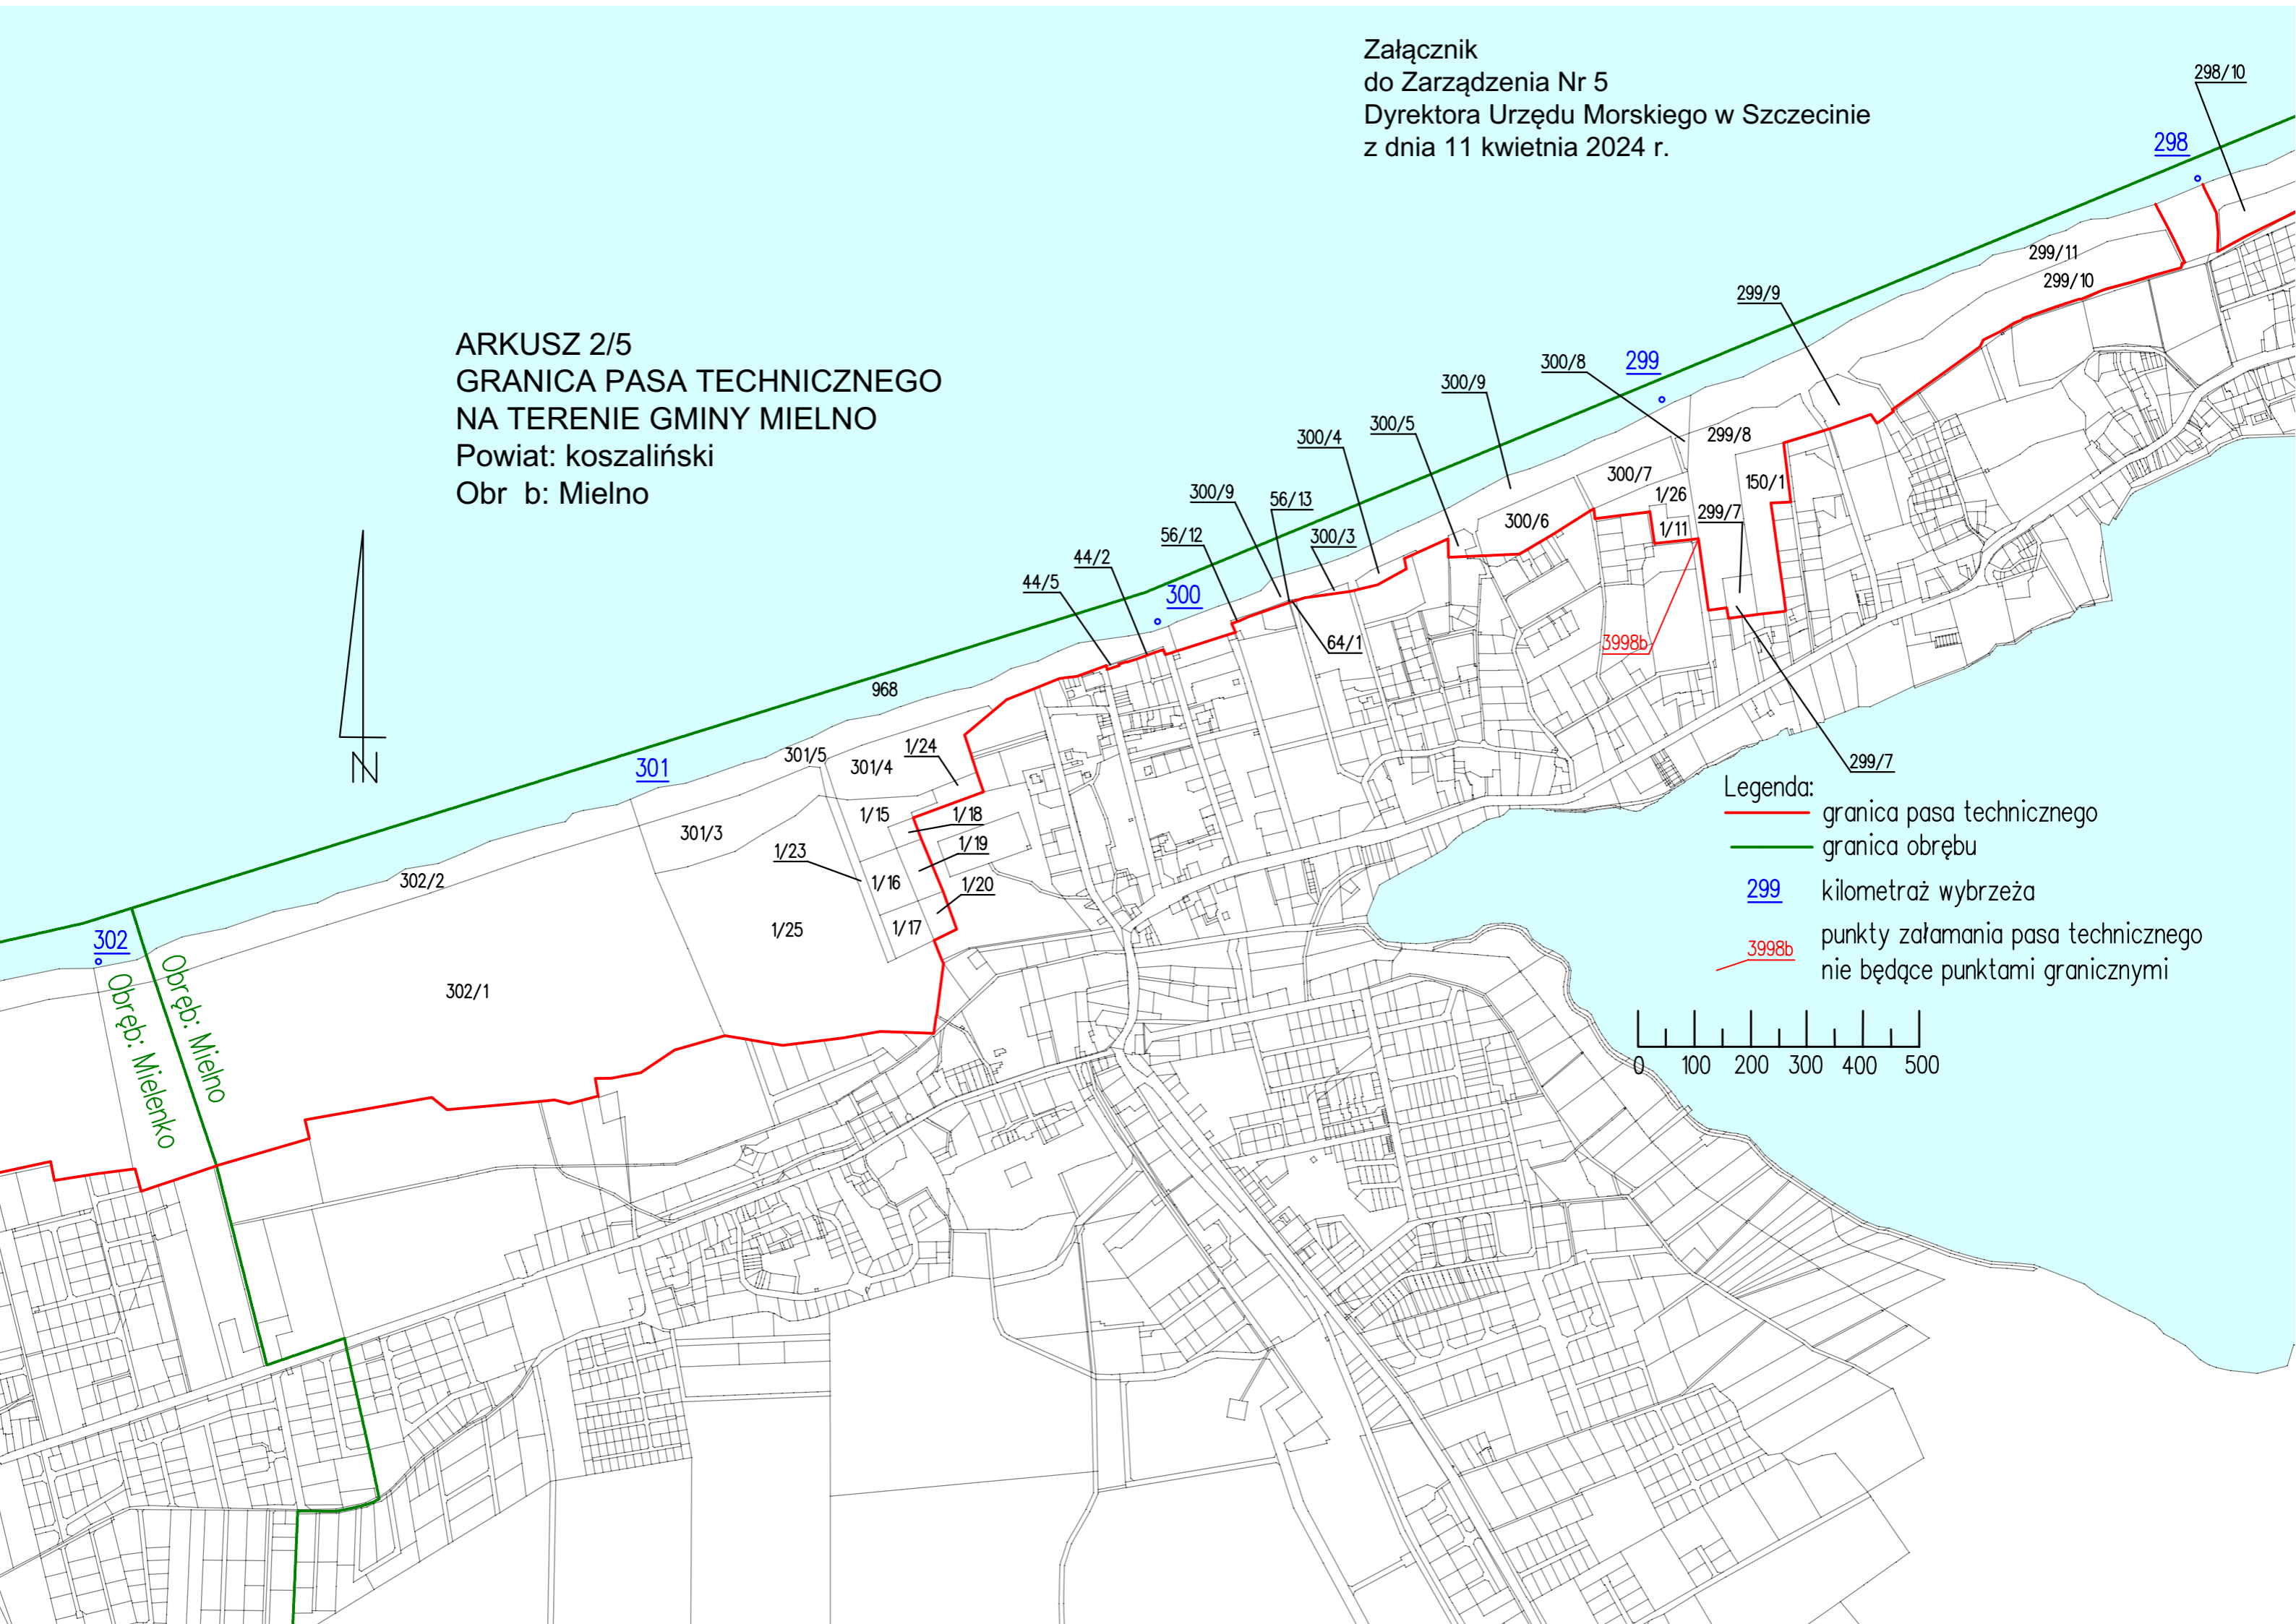 Załącznik
do Zarządzenia Nr 5
Dyrektora Urzędu Morskiego w Szczecinie
z dnia 11 kwietnia 2024 r.
298/10
298
299/11
299/10
299/9
ARKUSZ 2/5
GRANICA PASA TECHNICZNEGO
NA TERENIE GMINY MIELNO
Powiat: koszaliński
Obr b: Mielno
300/8
299
300/9
300/5
300/4
299/8
300/7
150/1
1/26
299/7
300/9
56/13
300/6
1/11
56/12
300/3
44/2
44/5
300
64/1
3998b
968
299/7
301/5
1/24
301/4
301
1/15
1/18
301/3
1/23
1/19
302/2
1/16
1/20
1/17
1/25
302
302/1
Obręb: Mielno
Obręb: Mielenko
N
Legenda:
granica pasa technicznego
granica obrębu
299 kilometraż wybrzeża
3998b punkty załamania pasa technicznego
nie będące punktami granicznymi
0 100 200 300 400 500